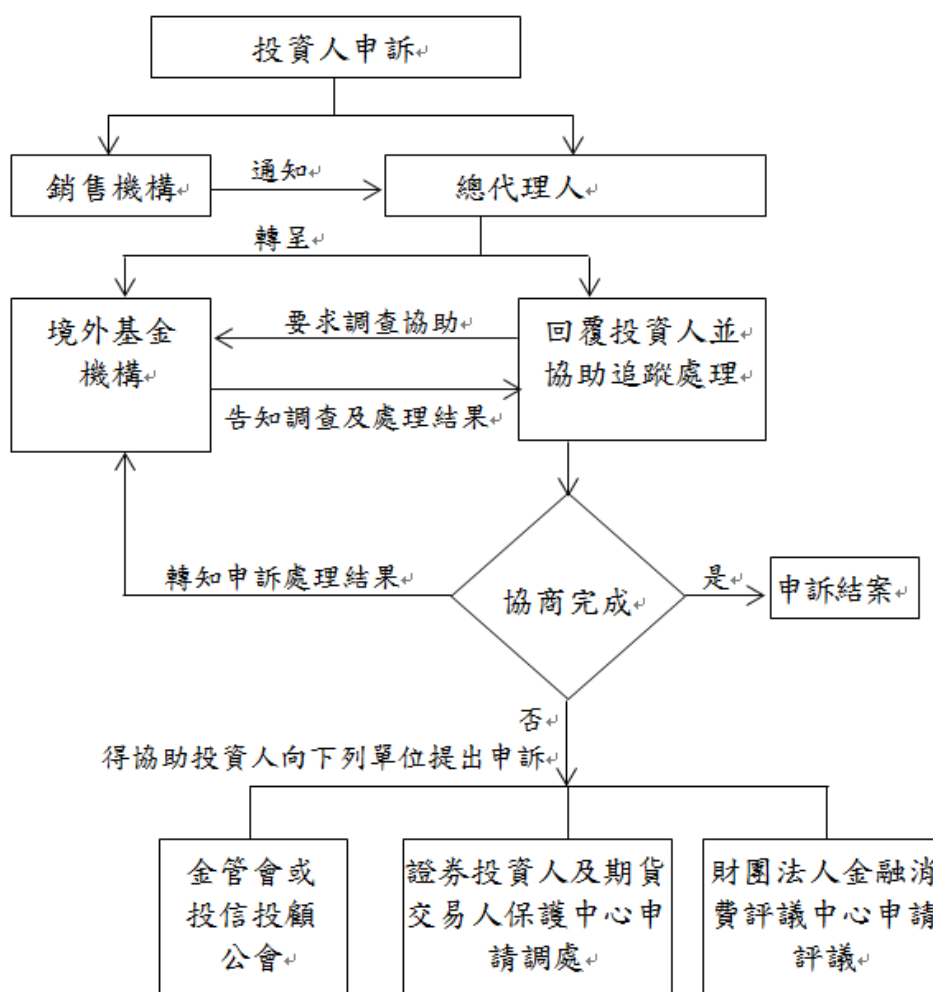 投資人申訴
銷售機構
通知
總代理人
轉呈
境外基金
機構
要求調查協助
告知調查及處理結果
回覆投資人並
協助追蹤處理
轉知申訴處理結果
協商完成
是
申訴結案
否
得協助投資人向下列單位提出申訴
金管會或
投信投顧
公會
證券投資人及期貨
交易人保護中心申
請調處
財團法人金融消
費評議中心申請
評議